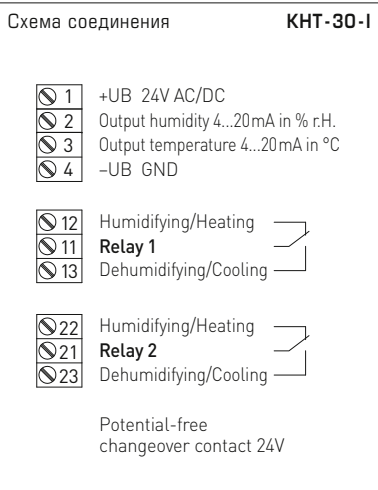 Схема соединения KHT-30-I
1 +UB 24V AC/DC
2 Output humidity 4...20mA in % r.H.
3 Output temperature 4...20mA in °C
4 –UB GND
12 Humidifying/Heating
11 Relay 1
13 Dehumidifying/Cooling
22 Humidifying/Heating
21 Relay 2
23 Dehumidifying/Cooling
Potential-free
changeover contact 24V